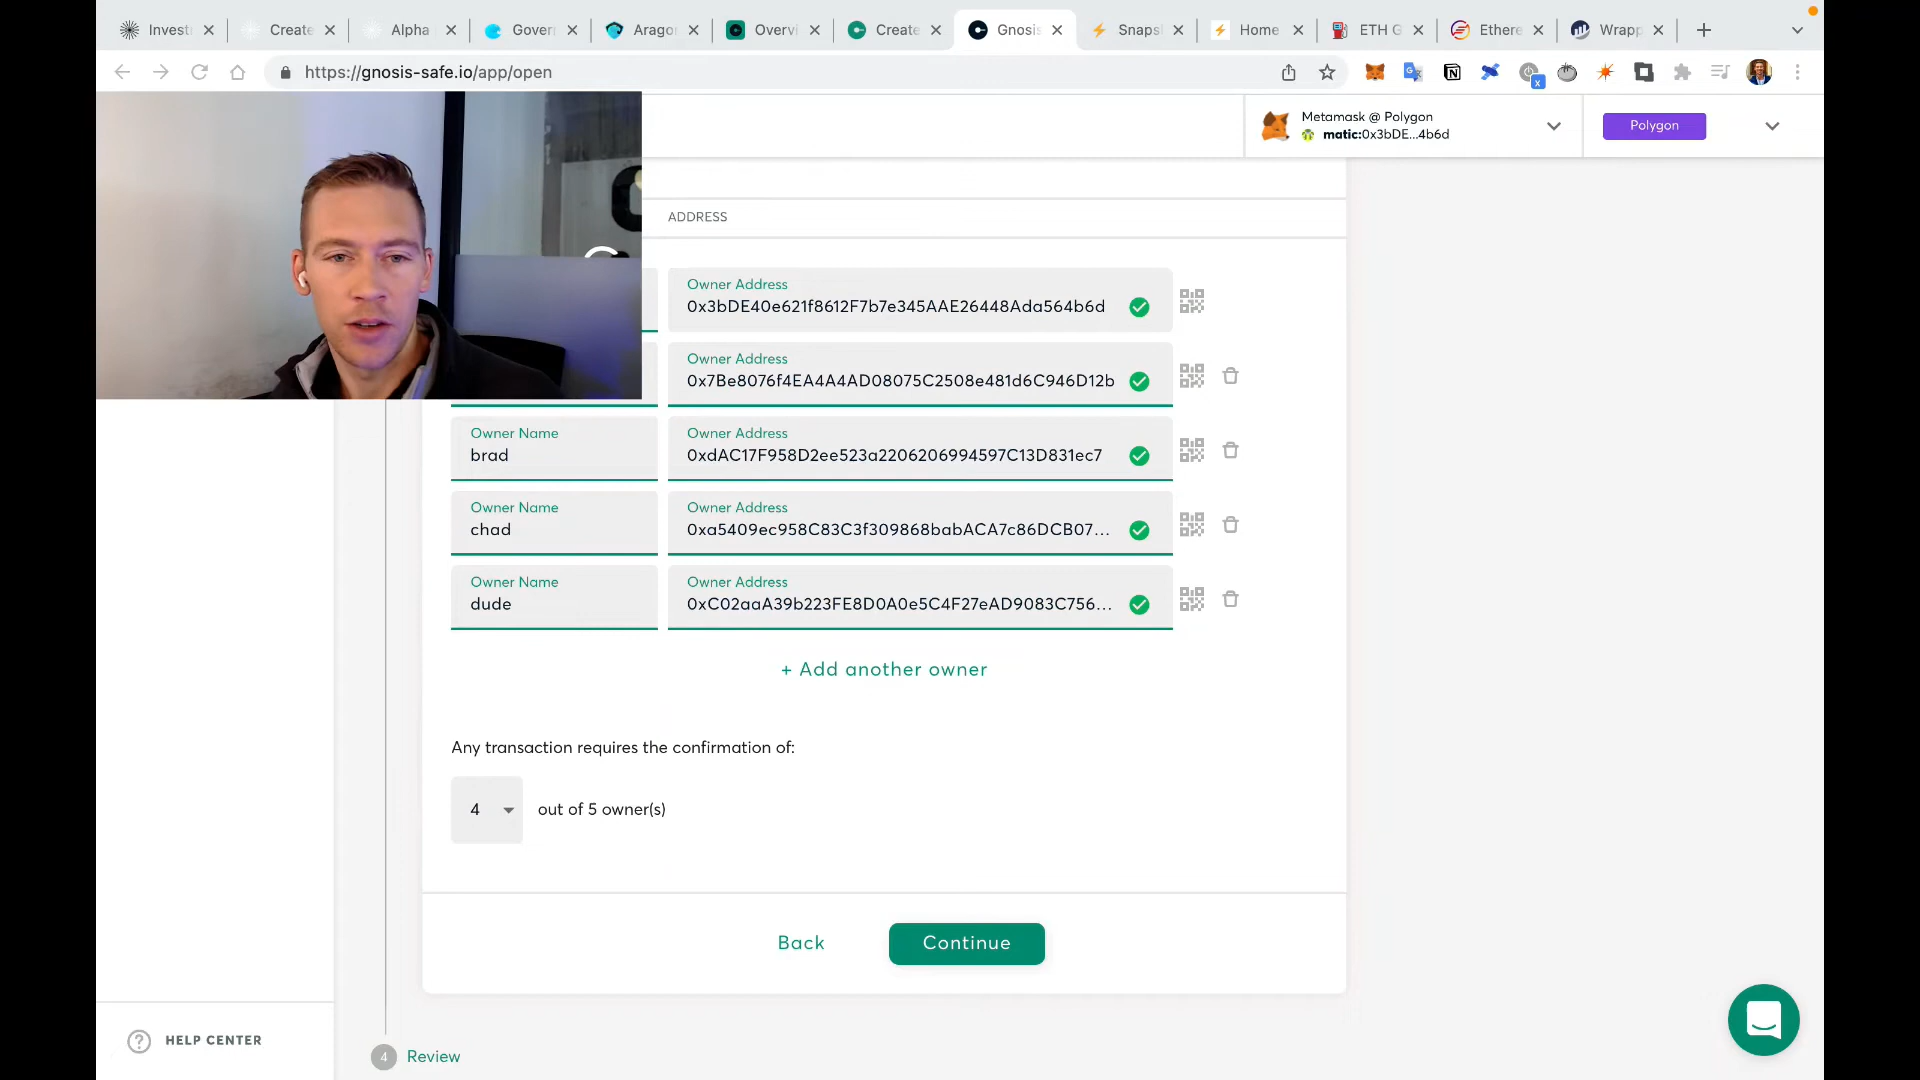 Invest
Create
Alpha
Gover
Arago
Overvi
Create
Gnosis
Snaps
Home
ETH G
Ethere
Wrapp
https://gnosis-safe.io/app/open
Metamask @ Polygon
matic:0x3bDE...4b6d
Polygon
ADDRESS
Owner Address
0x3bDE40e621f8612F7b7e345AAE26448Ada564b6d
Owner Address
0x7Be8076f4EA4A4AD08075C2508e481d6C946D12b
Owner Name
brad
Owner Address
0xdAC17F958D2ee523a2206206994597C13D831ec7
Owner Name
chad
Owner Address
0xa5409ec958C83C3f309868babACA7c86DCB07...
Owner Name
dude
Owner Address
0xC02aaA39b223FE8D0A0e5C4F27eAD9083C756...
+ Add another owner
Any transaction requires the confirmation of:
4 out of 5 owner(s)
Back
Continue
HELP CENTER
4 Review